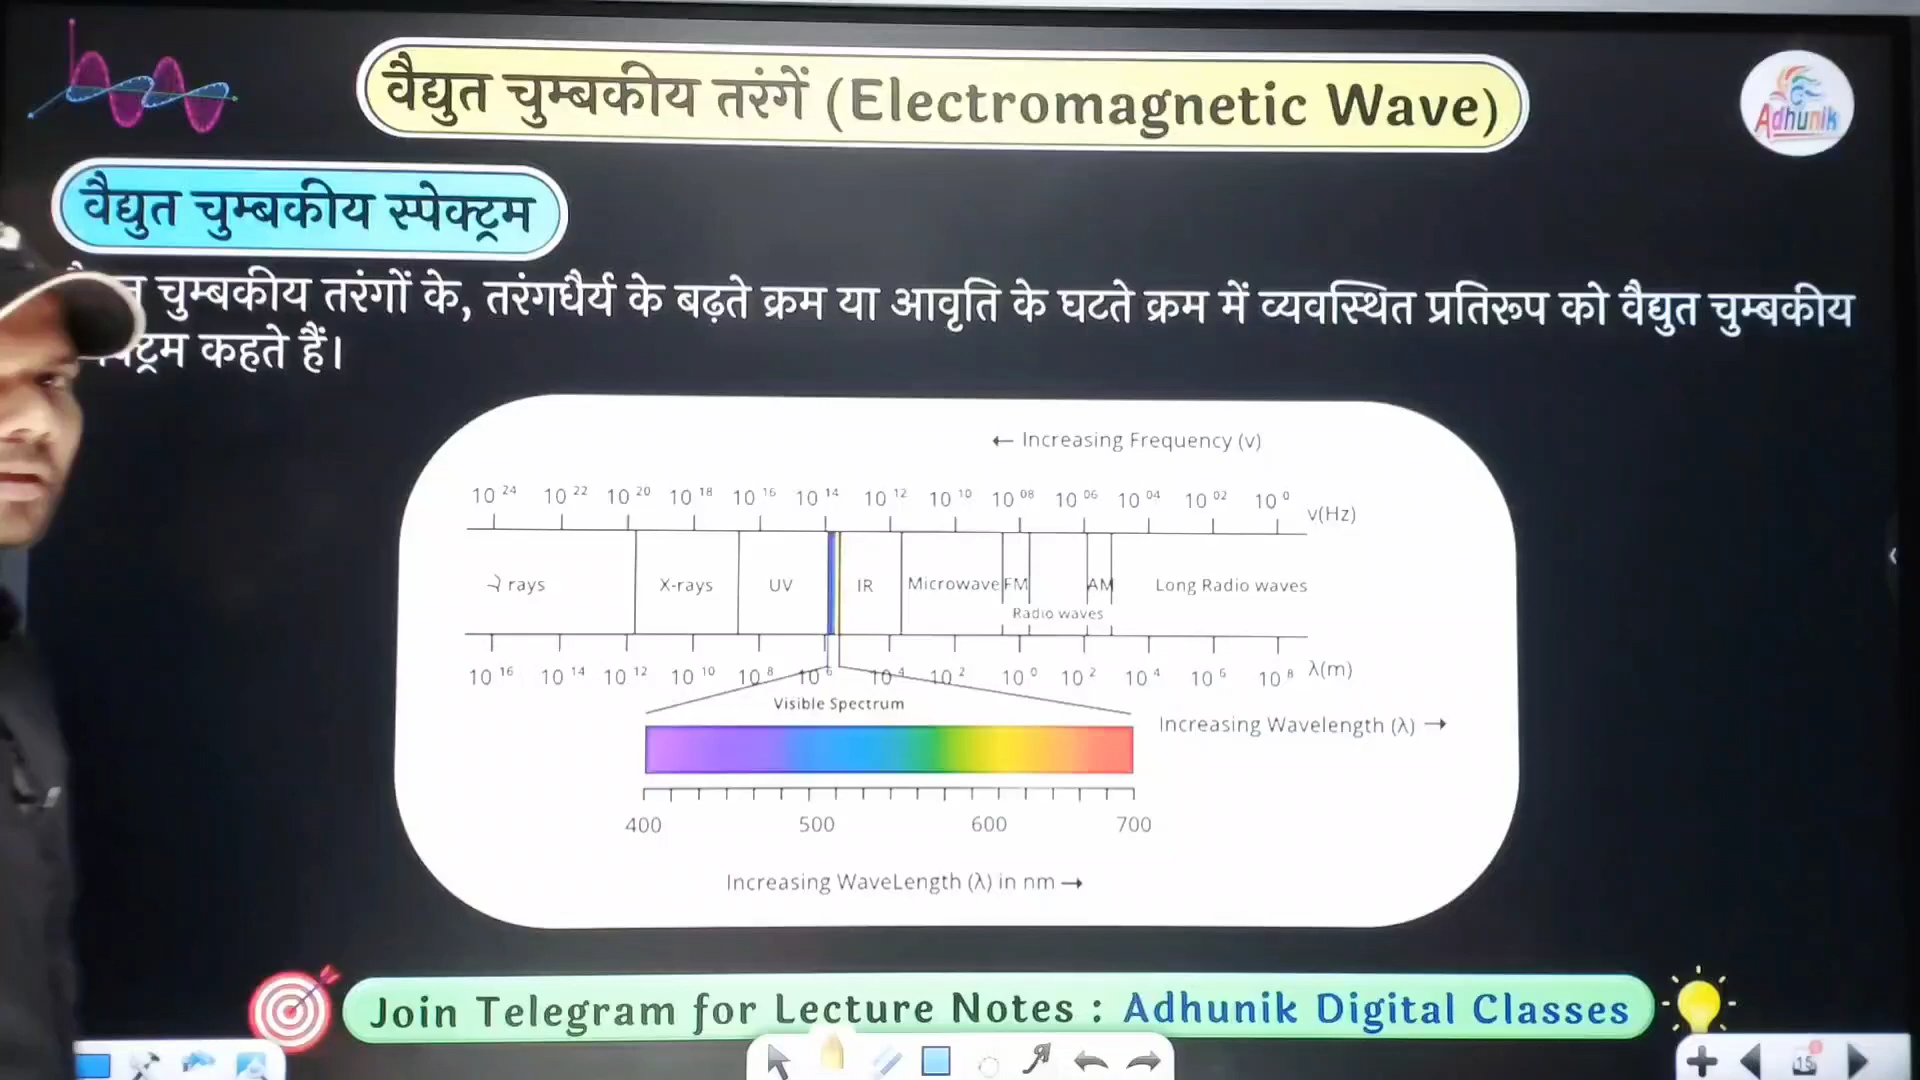 वैद्युत चुम्बकीय तरंगें (Electromagnetic Wave)
Adhunik
वैद्युत चुम्बकीय स्पेक्ट्रम
चुम्बकीय तरंगों के, तरंगधैर्य के बढ़ते क्रम या आवृति के घटते क्रम में व्यवस्थित प्रतिरूप को वैद्युत चुम्बकीय
कहते हैं।
← Increasing Frequency (v)
10 24 10 22 10 20 10 18 10 16 10 14 10 12 10 10 10 08 10 06 10 04 10 02 10 0 v(Hz)
rays X-rays UV IR Microwave FM AM Long Radio waves
Radio waves
10 16 10 14 10 12 10 10 10 8 10 6 10 4 10 2 10 0 10 2 10 4 10 6 10 8 λ(m)
Visible Spectrum
Increasing Wavelength (λ) →
400 500 600 700
Increasing WaveLength (λ) in nm →
Join Telegram for Lecture Notes : Adhunik Digital Classes
15